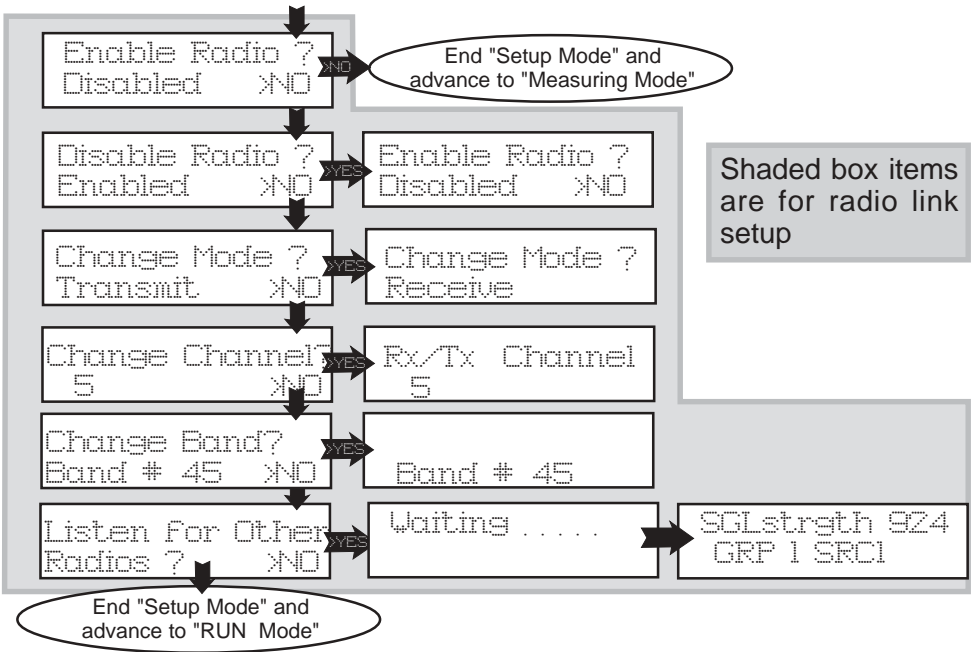 Enable Radio ?
Disabled >NO
>NO
End "Setup Mode" and
advance to "Measuring Mode"
Disable Radio ?
Enabled >NO
>YES
Enable Radio ?
Disabled >NO
Shaded box items
are for radio link
setup
Change Mode ?
Transmit >NO
>YES
Change Mode ?
Receive
Change Channel?
5 >NO
>YES
Rx/Tx Channel
5
Change Band?
Band # 45 >NO
>YES
Band # 45
Listen for Other
Radios ? >NO
>YES
Waiting .....
SGLstrgth 924
GRP 1 SRC1
End "Setup Mode" and
advance to "RUN Mode"